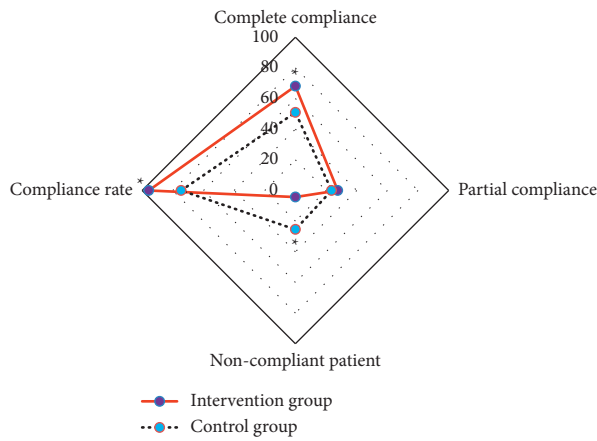 Complete compliance
100
80
*
60
40
20
*
Compliance rate
0
Partial compliance
*
Non-compliant patient
Intervention group
Control group